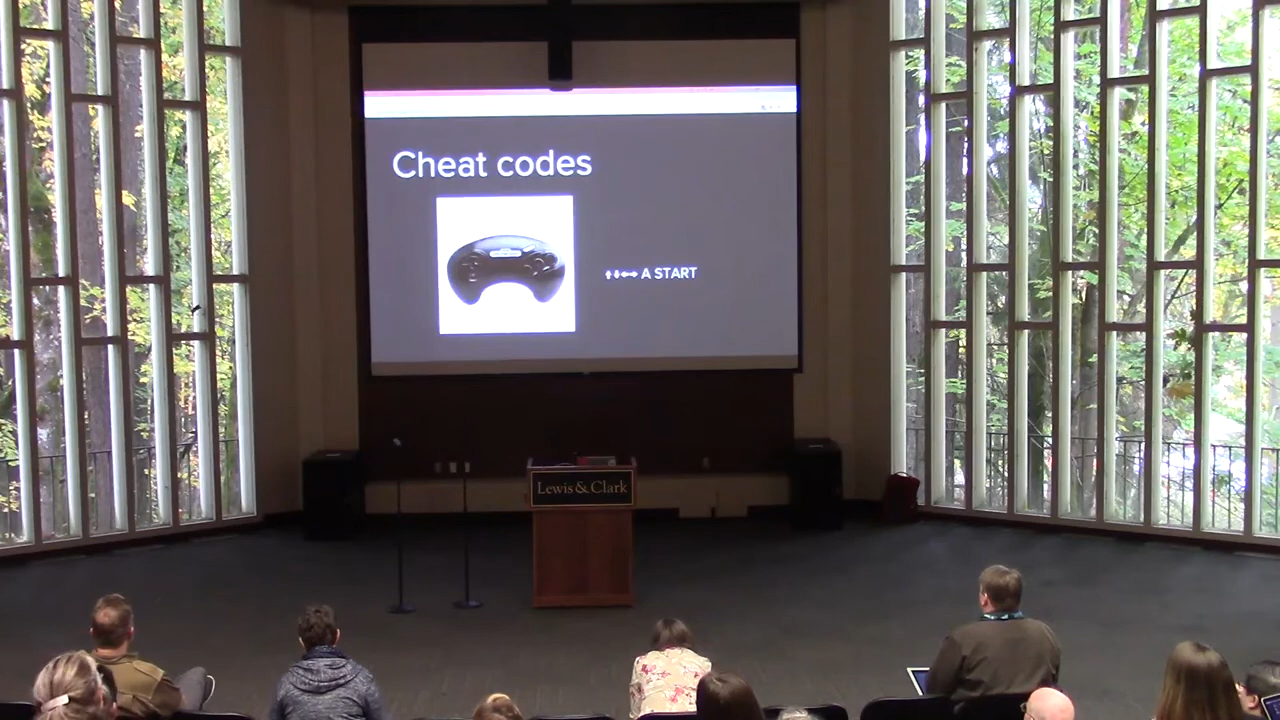 Cheat codes
⬆⬇⬅➡ A START
Lewis & Clark